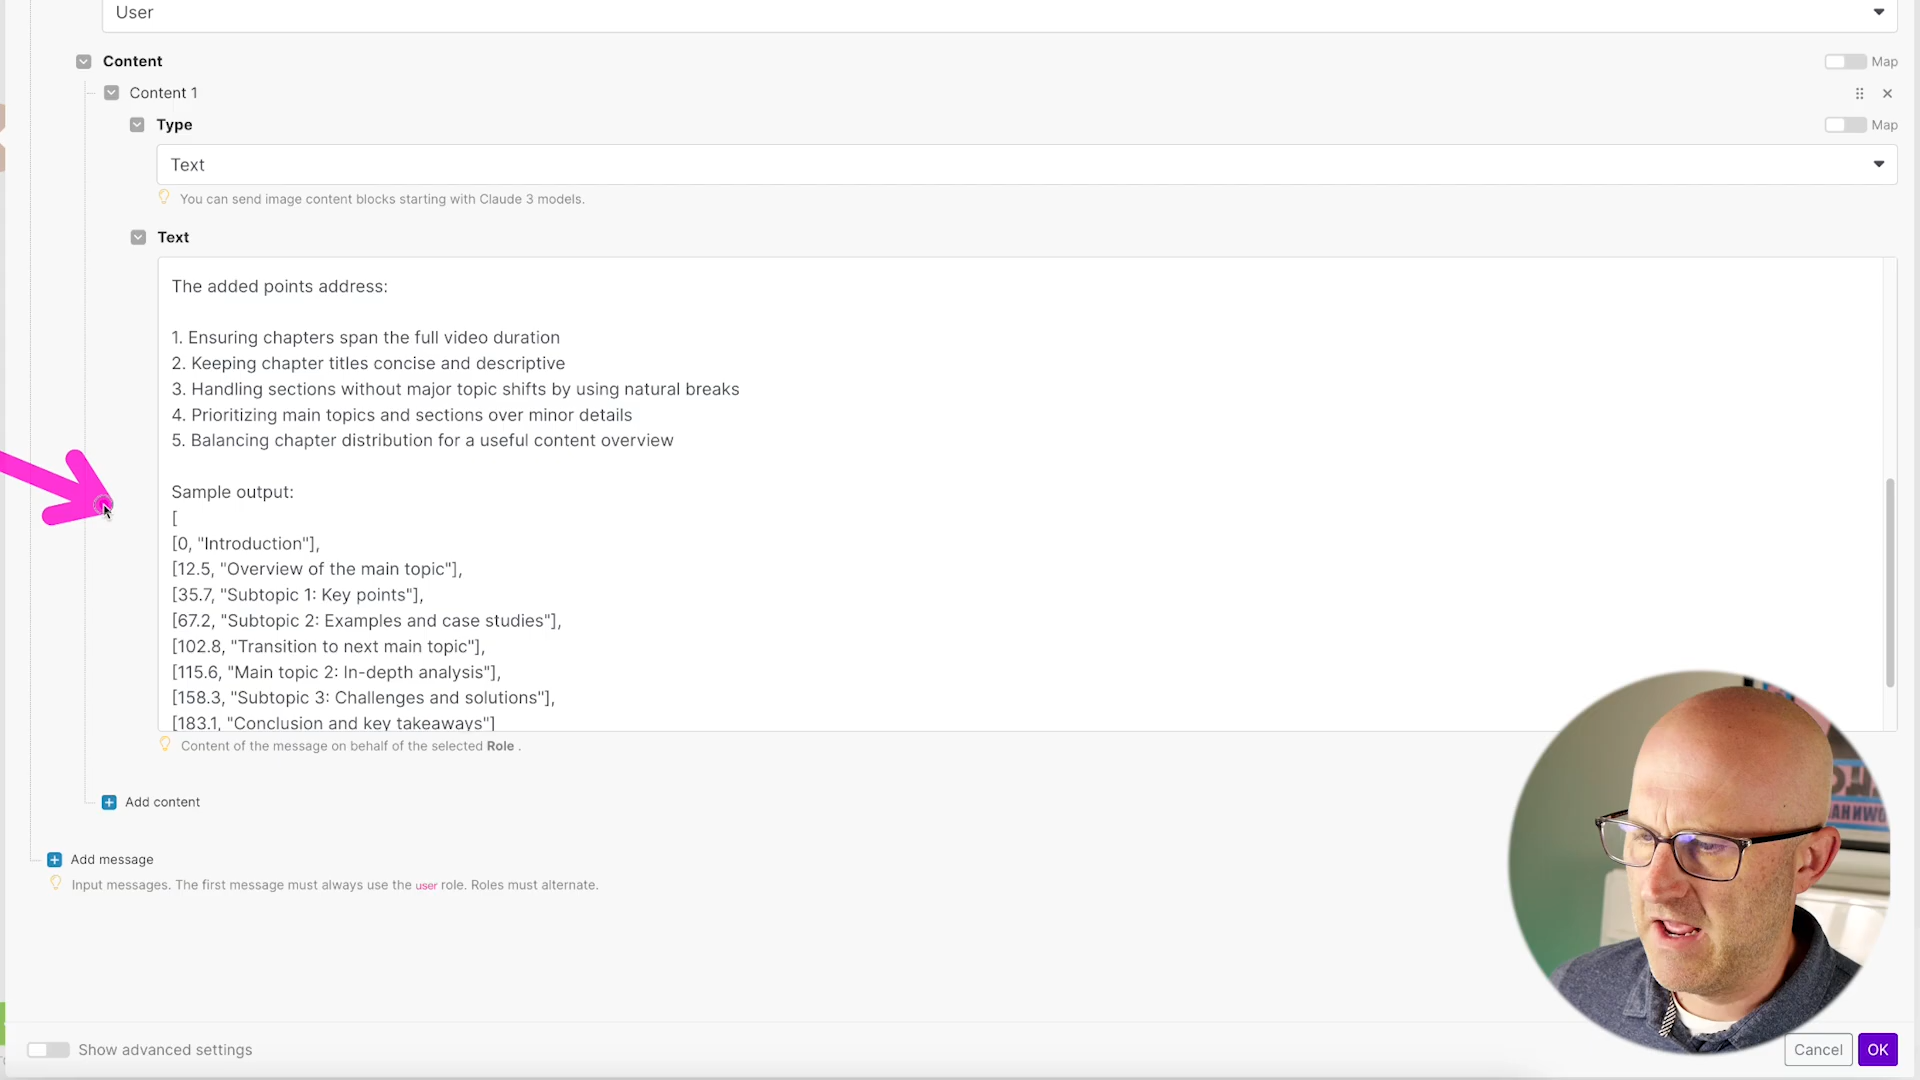 User
Content
Map
Content 1
Type
Map
Text
You can send image content blocks starting with Claude 3 models.
Text
The added points address:
1. Ensuring chapters span the full video duration
2. Keeping chapter titles concise and descriptive
3. Handling sections without major topic shifts by using natural breaks
4. Prioritizing main topics and sections over minor details
5. Balancing chapter distribution for a useful content overview
Sample output:
[
[0, "Introduction"],
[12.5, "Overview of the main topic"],
[35.7, "Subtopic 1: Key points"],
[67.2, "Subtopic 2: Examples and case studies"],
[102.8, "Transition to next main topic"],
[115.6, "Main topic 2: In-depth analysis"],
[158.3, "Subtopic 3: Challenges and solutions"],
[183.1, "Conclusion and key takeaways"]
Content of the message on behalf of the selected Role .
Add content
Add message
Input messages. The first message must always use the user role. Roles must alternate.
Show advanced settings
Cancel
OK